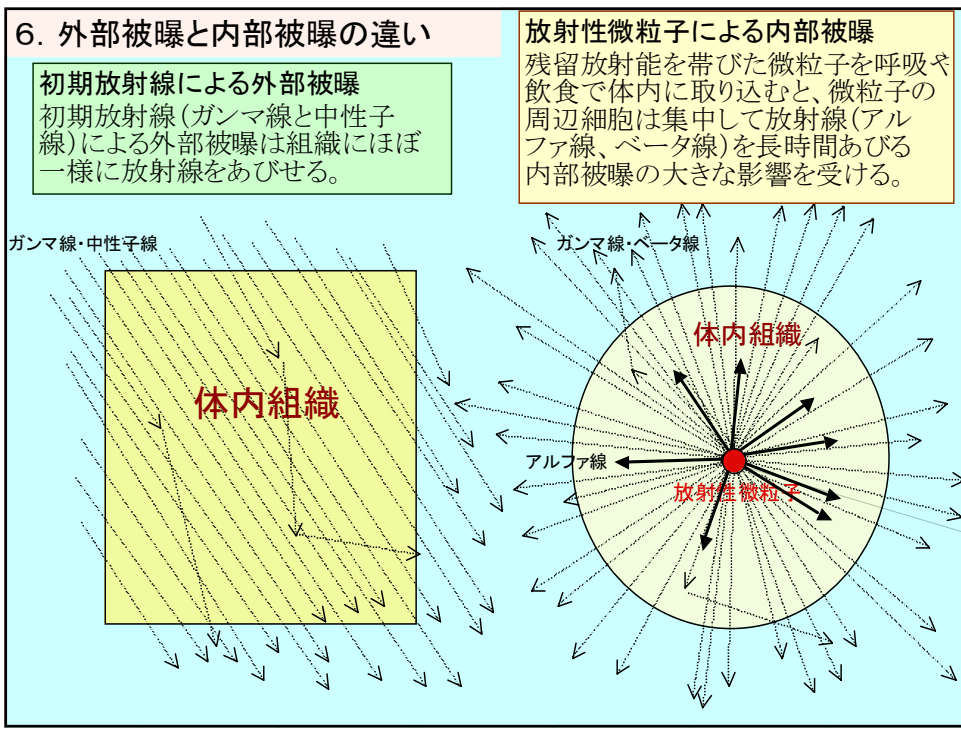 6．外部被曝と内部被曝の違い
初期放射線による外部被曝
初期放射線(ガンマ線と中性子
線)による外部被曝は組織にほぼ
一様に放射線をあびせる。
放射性微粒子による内部被曝
残留放射能を帯びた微粒子を呼吸や
飲食で体内に取り込むと、微粒子の
周辺細胞は集中して放射線(アル
ファ線、ベータ線)を長時間あびる
内部被曝の大きな影響を受ける。
ガンマ線・中性子線
体内組織
ガンマ線・ベータ線
体内組織
アルファ線
放射性微粒子